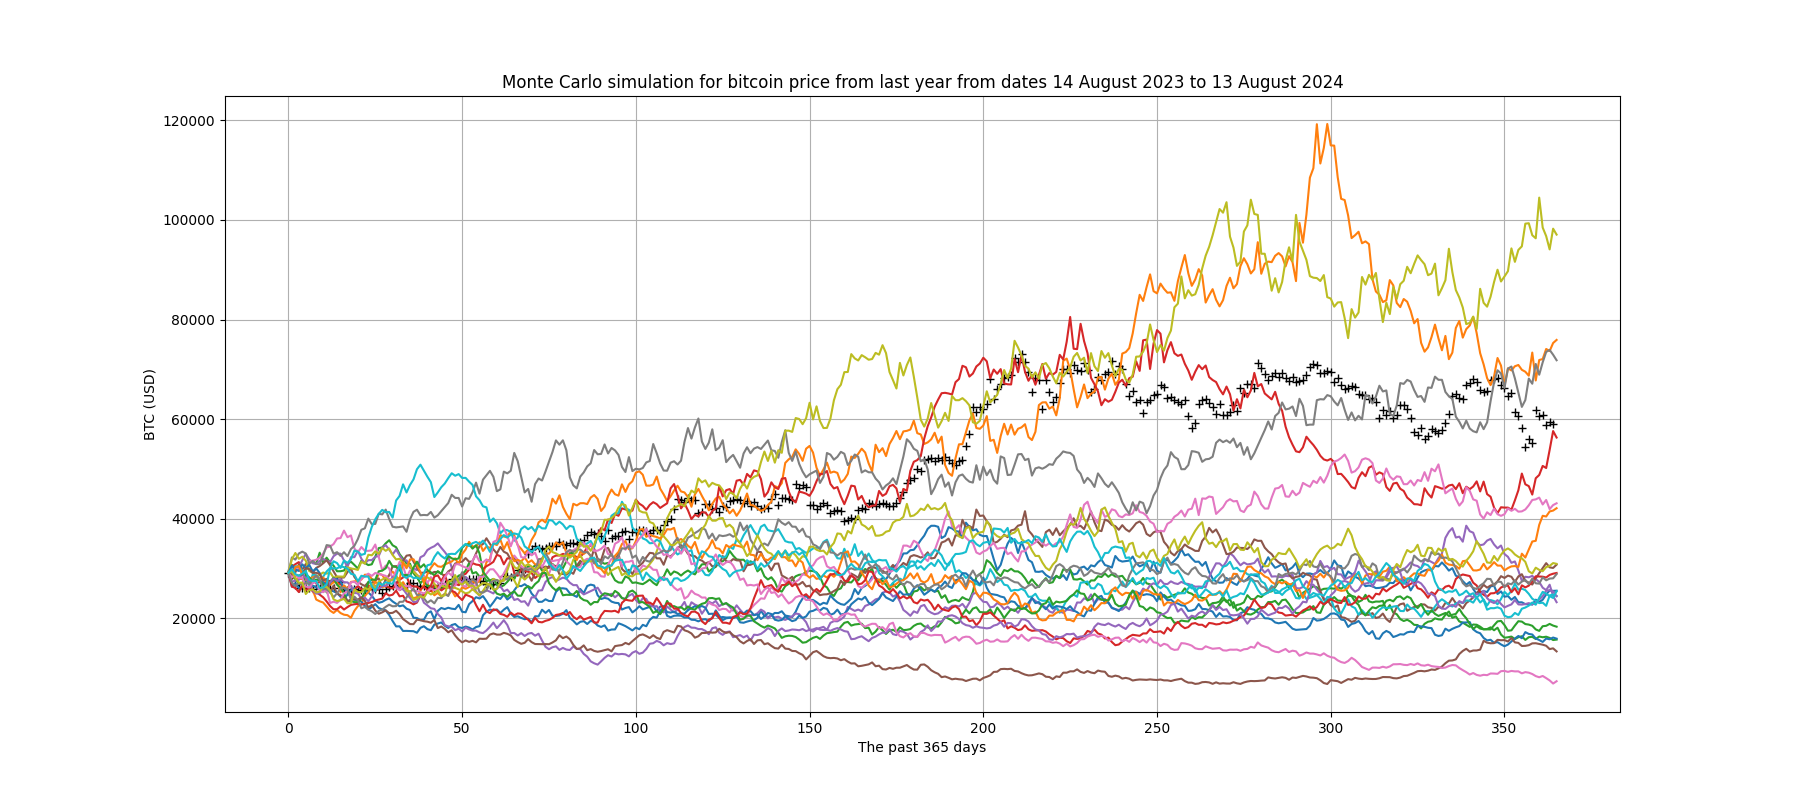 Monte Carlo simulation for bitcoin price from last year from dates 14 August 2023 to 13 August 2024
120000
100000
80000
60000
40000
20000
BTC (USD)
0 50 100 150 200 250 300 350
The past 365 days